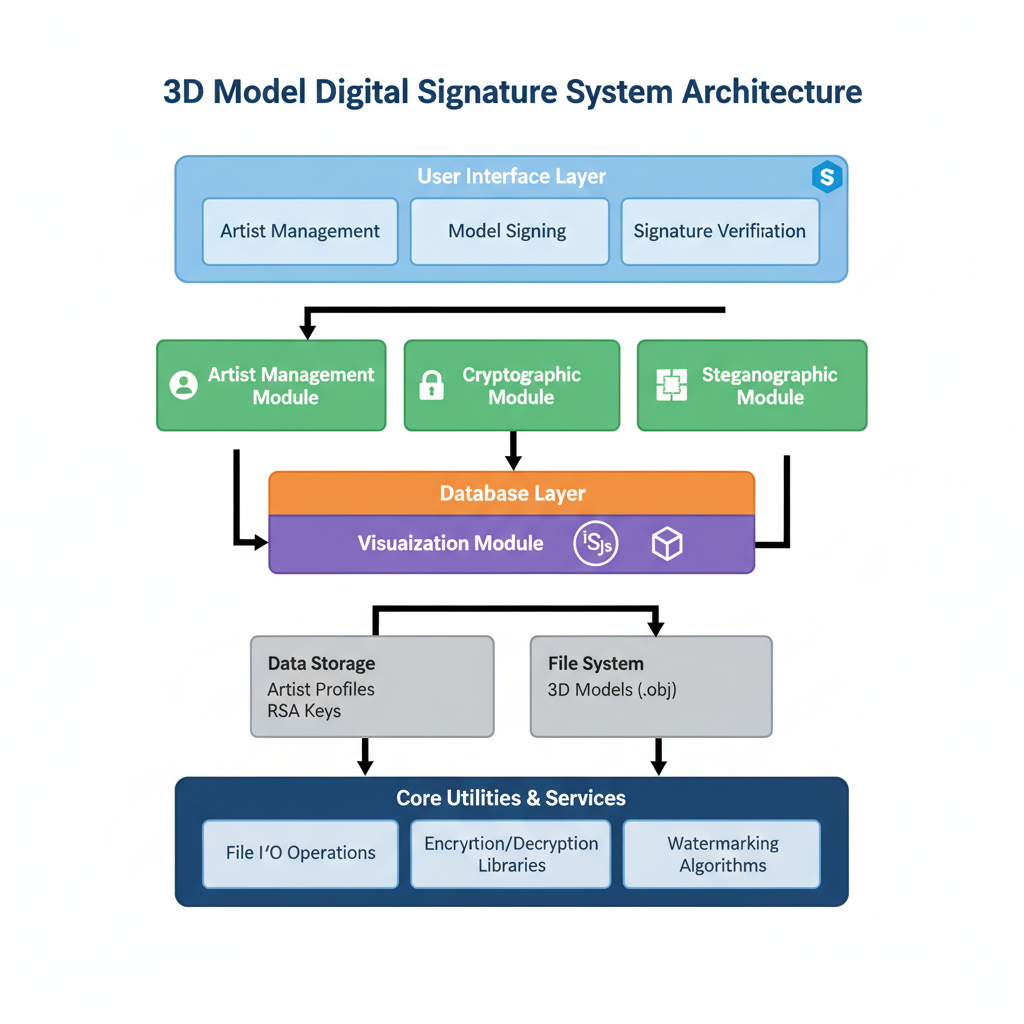 3D Model Digital Signature System Architecture
User Interface Layer
S
Artist Management
Model Signing
Signature Verifiıation
Artist Management
Module
Cryptographic
Module
Steganographic
Module
Database Layer
Visuaization Module
iSJs
Data Storage
Artist Profiles
RSA Keys
File System
3D Models (.obj)
Core Utilities & Services
File I'O Operations
Encryrtion/Decryption
Libraries
Watermarking
Algorithms